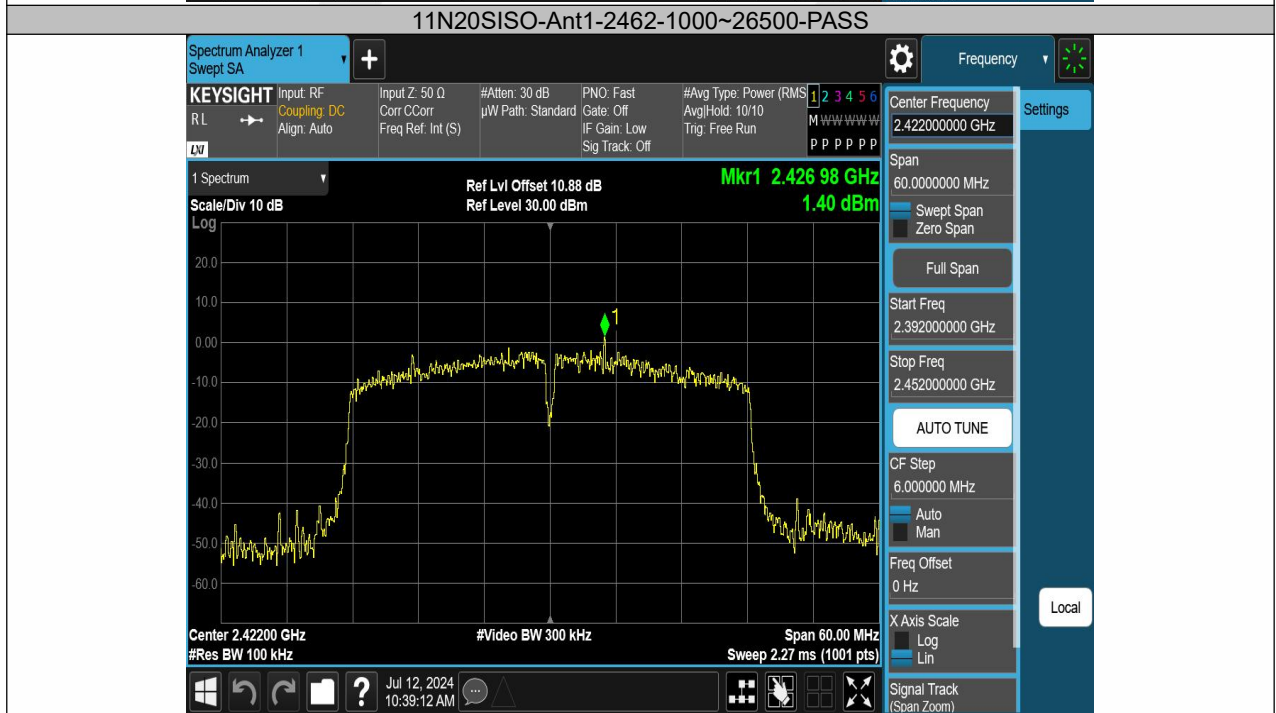 11N20SISO-Ant1-2462-1000~26500-PASS
Spectrum Analyzer 1
Swept SA
+
Frequency
KEYSIGHT Input: RF Input Z: 50 Ω #Atten: 30 dB PNO: Fast #Avg Type: Power (RMS 1 2 3 4 5 6
Coupling: DC Corr CCorr µW Path: Standard Gate: Off Avg|Hold: 10/10
RL Align: Auto Freq Ref: Int (S) IF Gain: Low Trig: Free Run M W W W W W
LXI Sig Track: Off P P P P P P
Center Frequency
2.422000000 GHz
Settings
1 Spectrum
Ref Lvl Offset 10.88 dB
Mkr1 2.426 98 GHz
Scale/Div 10 dB
Ref Level 30.00 dBm
1.40 dBm
Log
20.0
10.0
0.00
-10.0
-20.0
-30.0
-40.0
-50.0
-60.0
1
Center 2.42200 GHz #Video BW 300 kHz Span 60.00 MHz
#Res BW 100 kHz Sweep 2.27 ms (1001 pts)
Span
60.0000000 MHz
Swept Span
Zero Span
Full Span
Start Freq
2.392000000 GHz
Stop Freq
2.452000000 GHz
AUTO TUNE
CF Step
6.000000 MHz
Auto
Man
Freq Offset
0 Hz
Local
X Axis Scale
Log
Lin
Signal Track
(Span Zoom)
?
Jul 12, 2024
10:39:12 AM